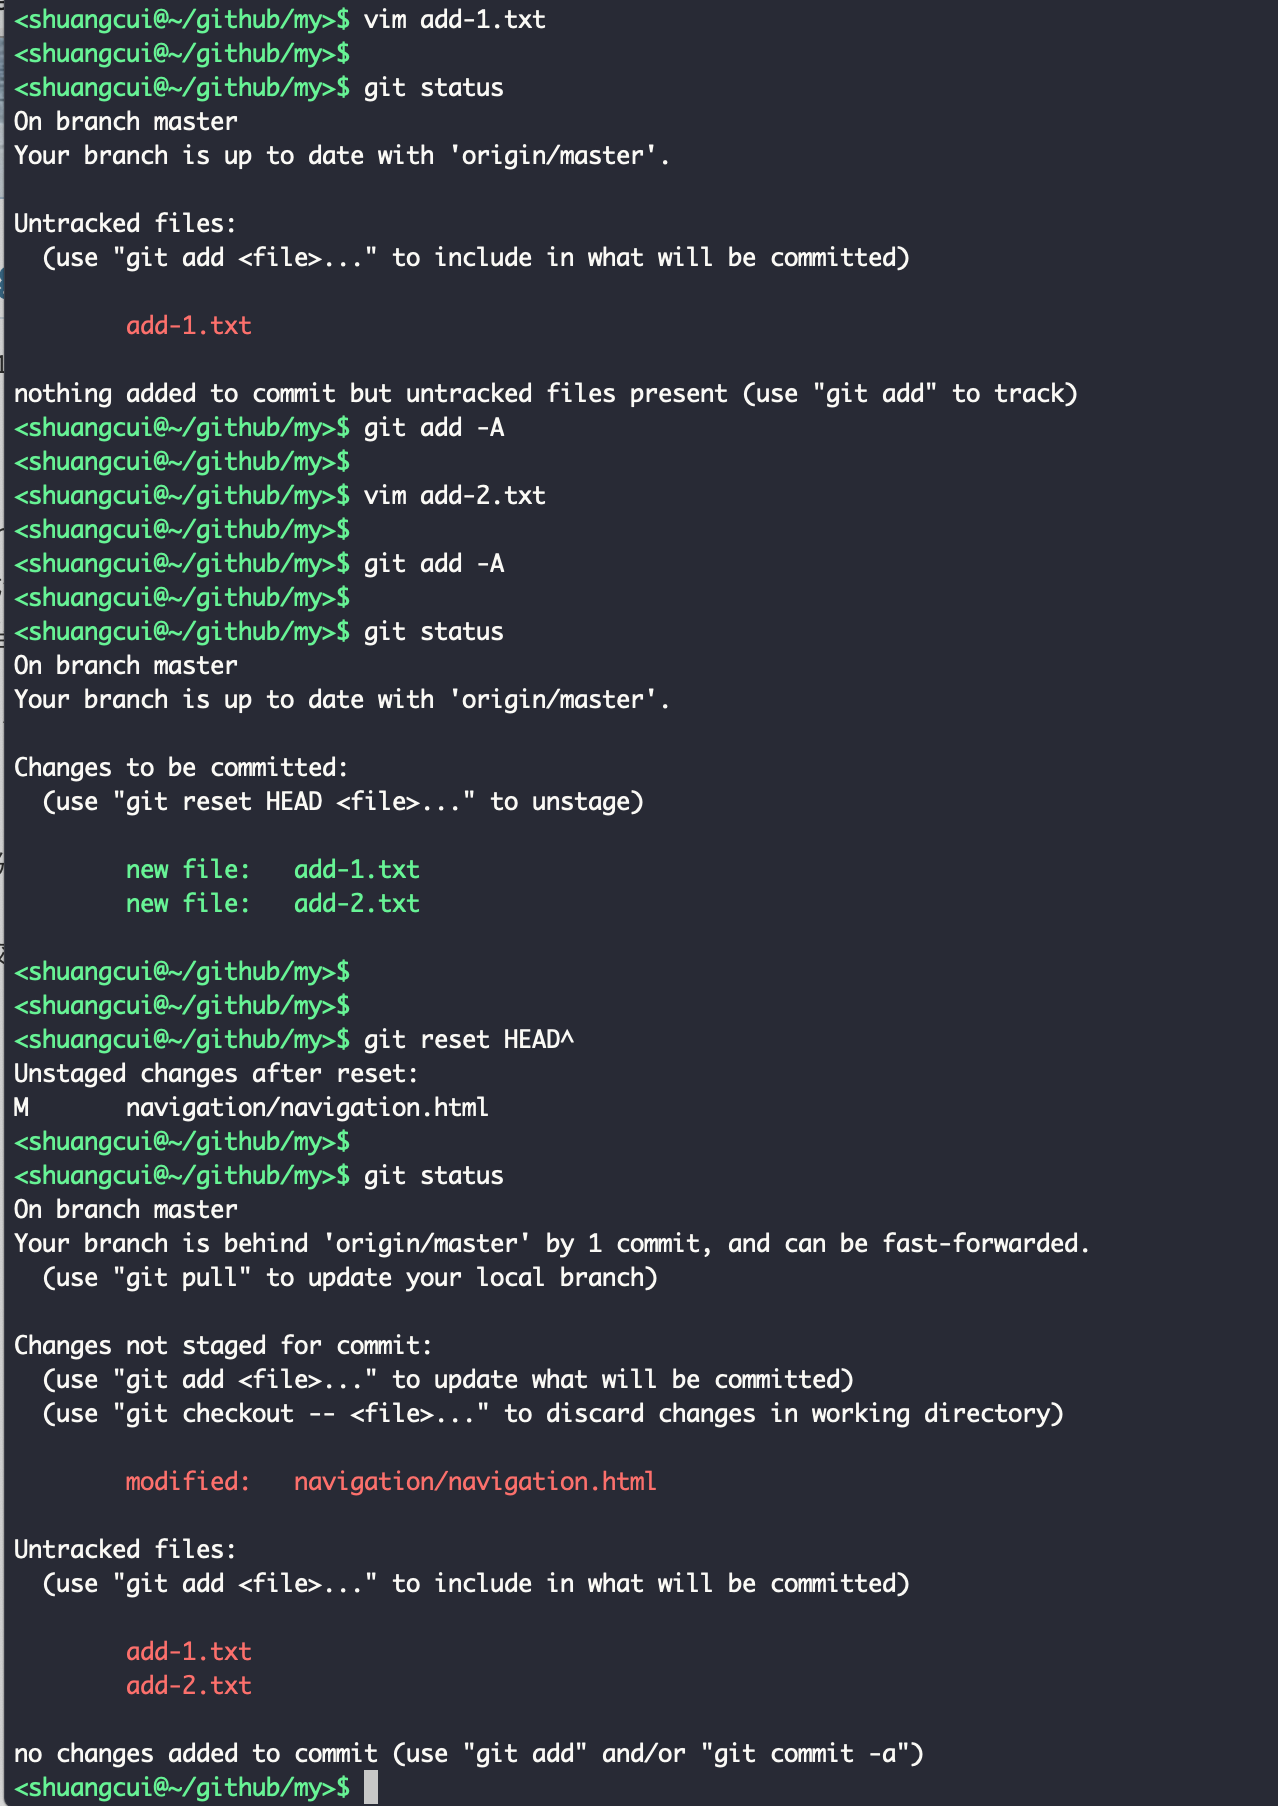 <shuangcui@~/github/my>$ vim add-1.txt
<shuangcui@~/github/my>$
<shuangcui@~/github/my>$ git status
On branch master
Your branch is up to date with 'origin/master'.
Untracked files:
  (use "git add <file>..." to include in what will be committed)
        add-1.txt
nothing added to commit but untracked files present (use "git add" to track)
<shuangcui@~/github/my>$ git add -A
<shuangcui@~/github/my>$
<shuangcui@~/github/my>$ vim add-2.txt
<shuangcui@~/github/my>$
<shuangcui@~/github/my>$ git add -A
<shuangcui@~/github/my>$
<shuangcui@~/github/my>$ git status
On branch master
Your branch is up to date with 'origin/master'.
Changes to be committed:
  (use "git reset HEAD <file>..." to unstage)
        new file:   add-1.txt
        new file:   add-2.txt
<shuangcui@~/github/my>$
<shuangcui@~/github/my>$
<shuangcui@~/github/my>$ git reset HEAD^
Unstaged changes after reset:
M       navigation/navigation.html
<shuangcui@~/github/my>$
<shuangcui@~/github/my>$ git status
On branch master
Your branch is behind 'origin/master' by 1 commit, and can be fast-forwarded.
  (use "git pull" to update your local branch)
Changes not staged for commit:
  (use "git add <file>..." to update what will be committed)
  (use "git checkout -- <file>..." to discard changes in working directory)
        modified:   navigation/navigation.html
Untracked files:
  (use "git add <file>..." to include in what will be committed)
        add-1.txt
        add-2.txt
no changes added to commit (use "git add" and/or "git commit -a")
<shuangcui@~/github/my>$